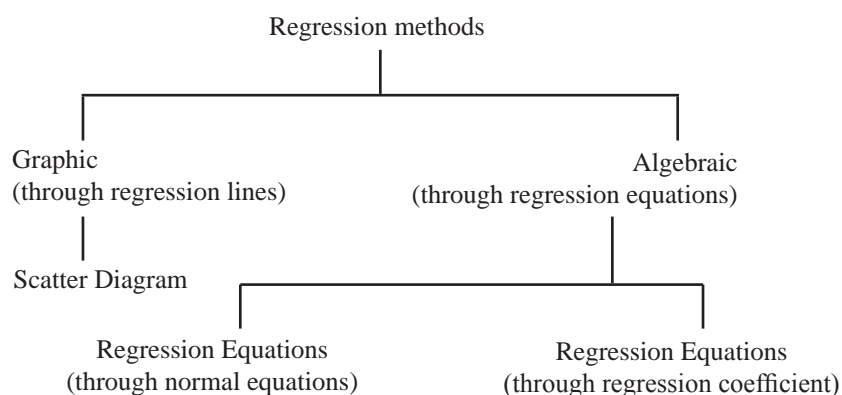 Regression methods
Graphic
(through regression lines)
Algebraic
(through regression equations)
Scatter Diagram
Regression Equations
(through normal equations)
Regression Equations
(through regression coefficient)